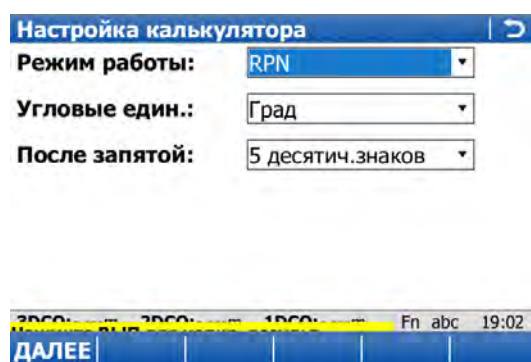 Настройка калькулятора
Режим работы: RPN
Угловые един.: Град
После запятой: 5 десятич.знаков
Fn abc 19:02
ДАЛЕЕ